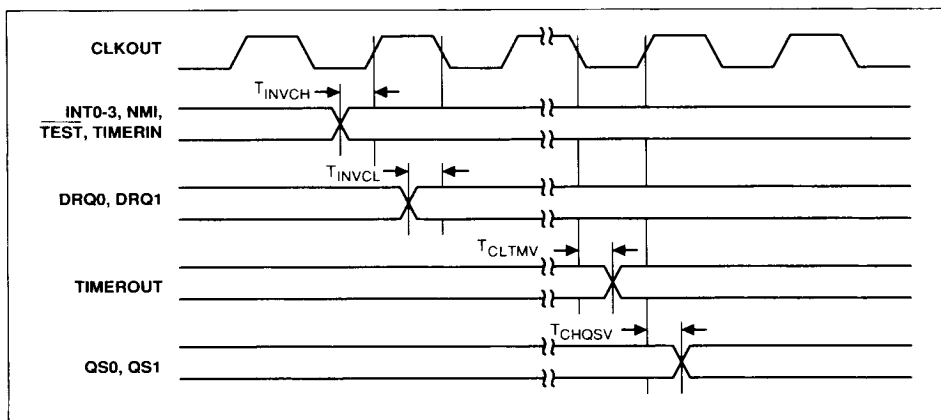 CLKOUT
T_INVCH
INT0-3, NMI,
TEST, TIMERIN
T_INVCL
DRQ0, DRQ1
T_CLTMV
TIMEROUT
T_CHQSV
QS0, QS1